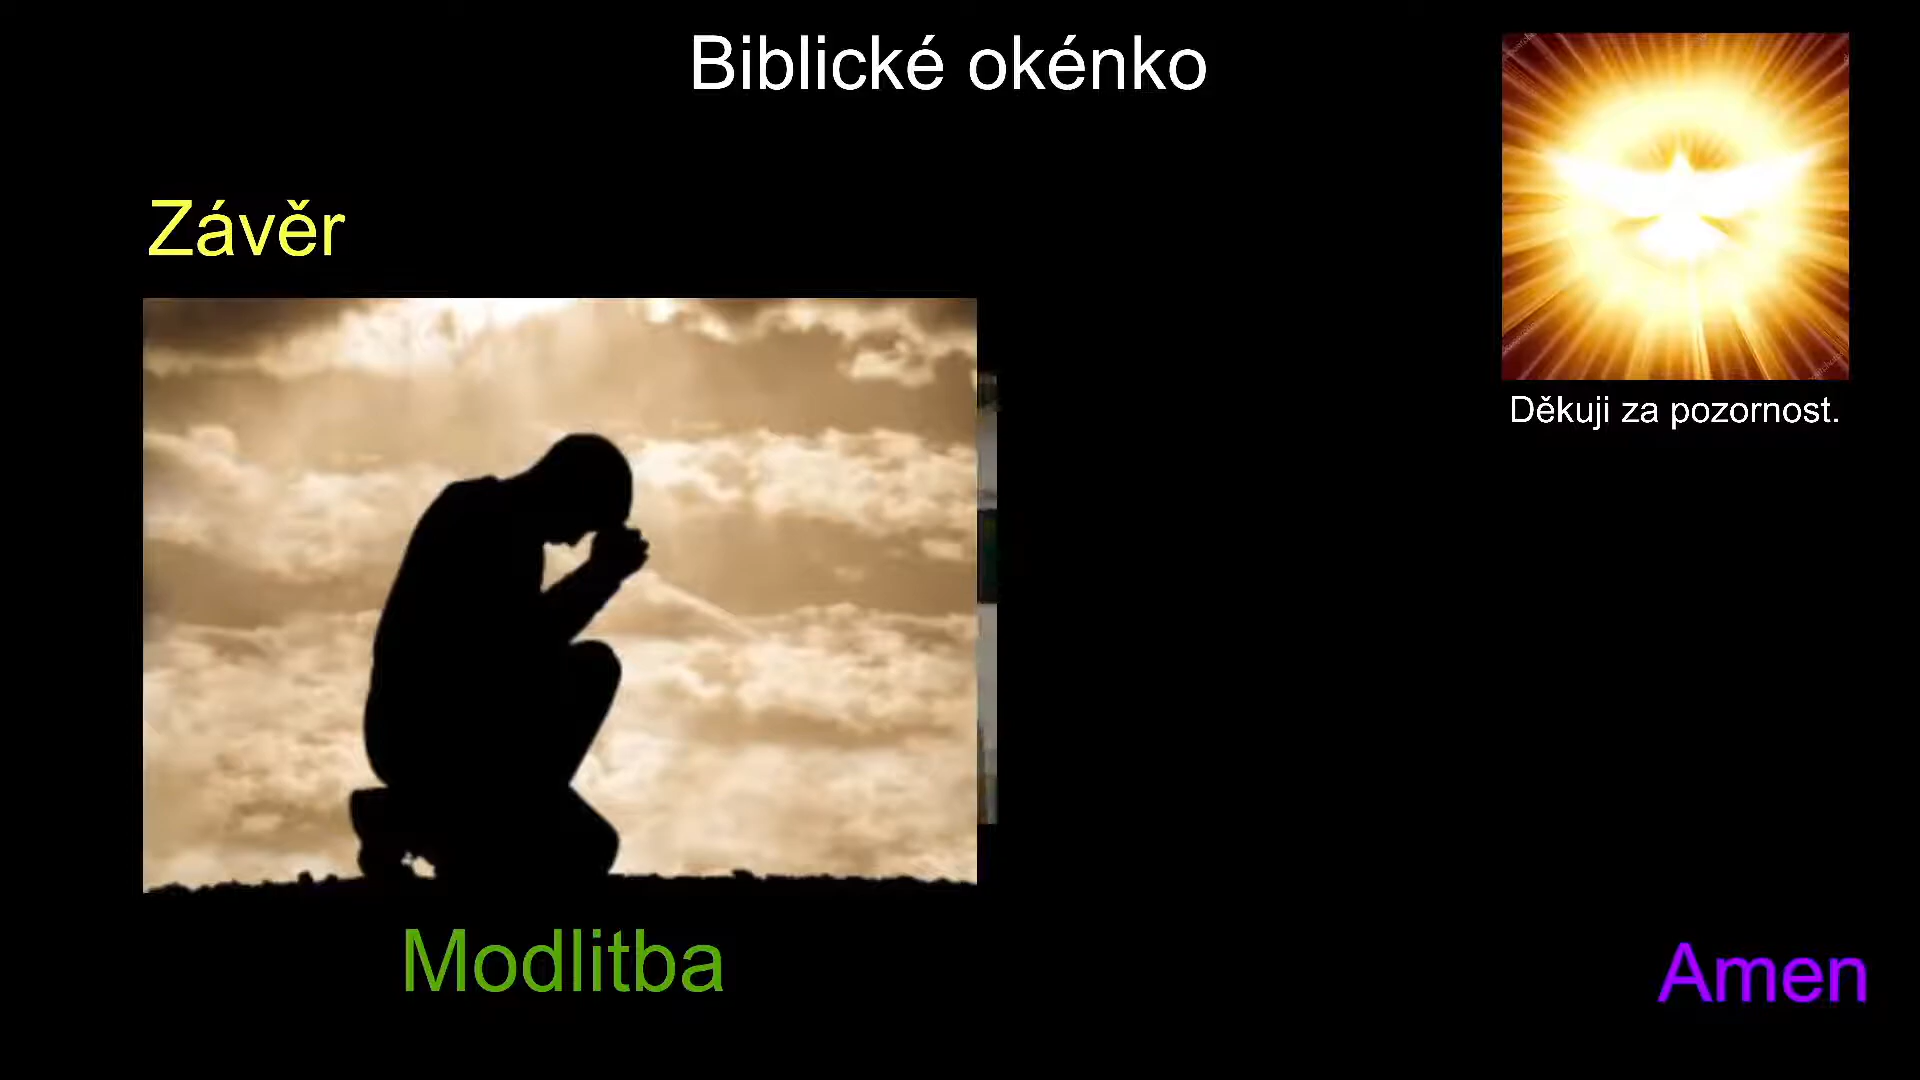 Biblické okénko
Závěr
Děkuji za pozornost.
Modlitba
Amen